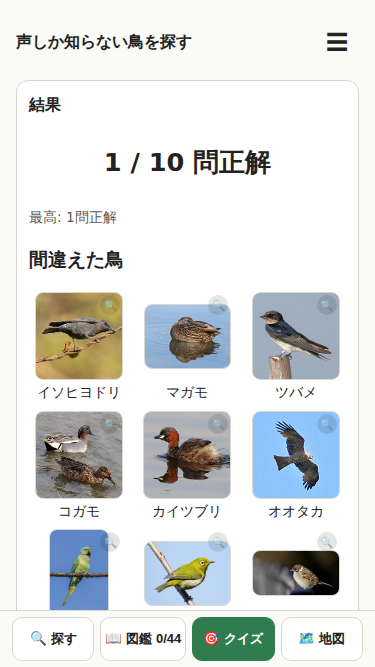 声しか知らない鳥を探す
☰
結果
1 / 10 問正解
最高: 1問正解
間違えた鳥
イソヒヨドリ
マガモ
ツバメ
コガモ
カイツブリ
オオタカ
🔍 探す
📖 図鑑 0/44
🎯 クイズ
🗺️ 地図